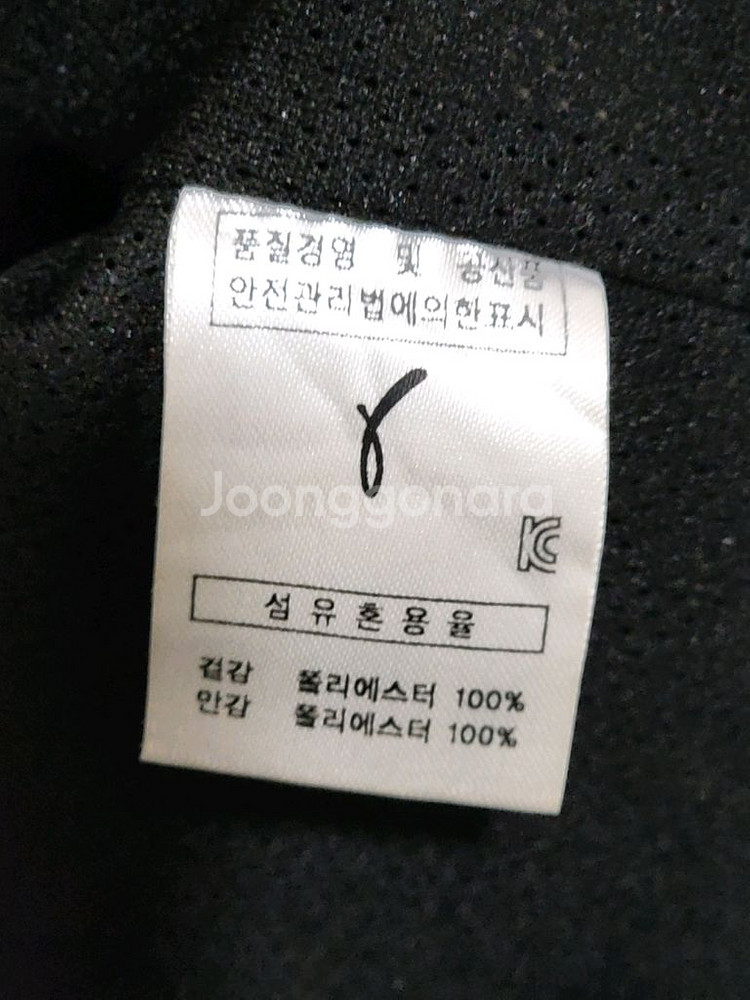 품질경영 및 공산품
안전관리법에의한표시
Joonggonara
KC
섬유혼용율
겉감 폴리에스터 100%
안감 폴리에스터 100%